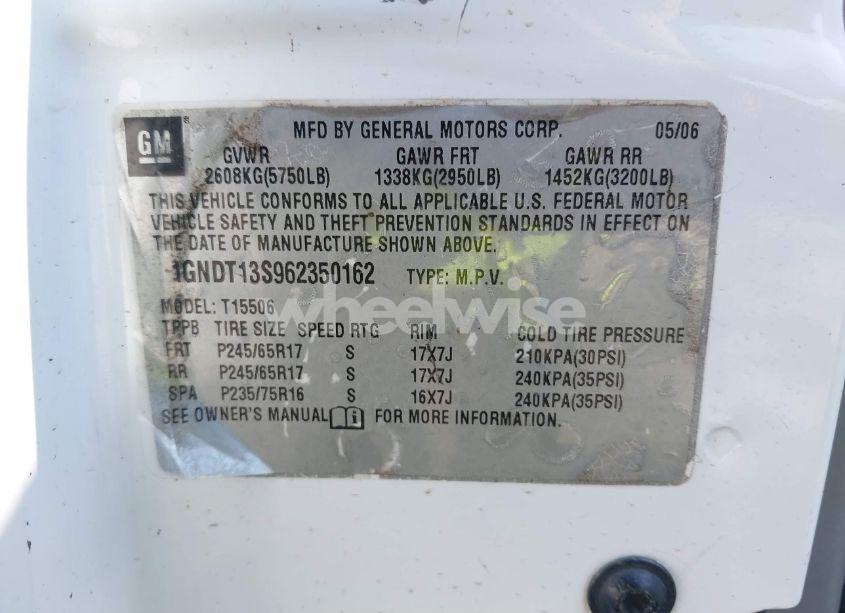 GM ® MFD BY GENERAL MOTORS CORP. 05/06
GVWR GAWR FRT GAWR RR
2608KG(5750LB) 1338KG(2950LB) 1452KG(3200LB)
THIS VEHICLE CONFORMS TO ALL APPLICABLE U.S. FEDERAL MOTOR
VEHICLE SAFETY AND THEFT PREVENTION STANDARDS IN EFFECT ON
THE DATE OF MANUFACTURE SHOWN ABOVE.
1GNDT13S962350162 TYPE: M.P.V.
wheelwise
MODEL: T15506
TPPB TIRE SIZE SPEED RTG RIM COLD TIRE PRESSURE
FRT P245/65R17 S 17X7J 210KPA(30PSI)
RR P245/65R17 S 17X7J 240KPA(35PSI)
SPA P235/75R16 S 16X7J 240KPA(35PSI)
SEE OWNER'S MANUAL i FOR MORE INFORMATION.